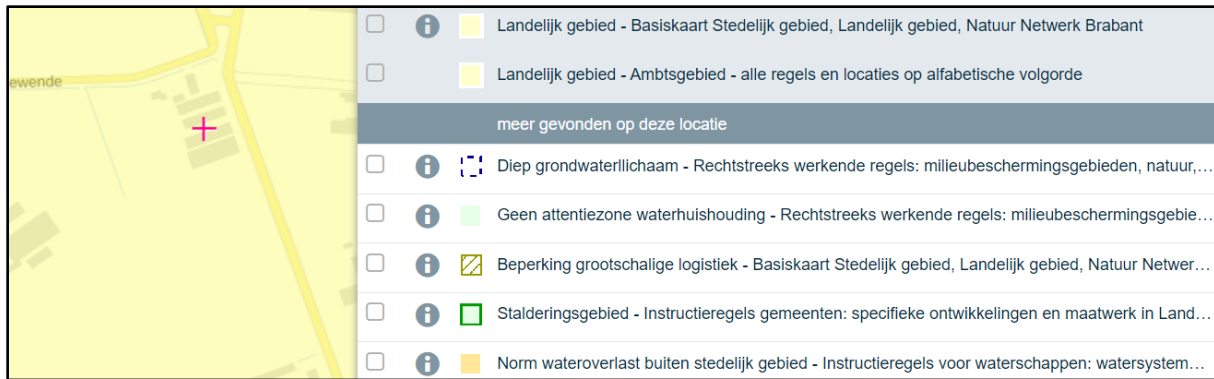 ewende
Landelijk gebied - Basiskaart Stedelijk gebied, Landelijk gebied, Natuur Netwerk Brabant
Landelijk gebied - Ambtsgebied - alle regels en locaties op alfabetische volgorde
meer gevonden op deze locatie
Diep grondwaterllichaam - Rechtstreeks werkende regels: milieubeschermingsgebieden, natuur,...
Geen attentiezone waterhuishouding - Rechtstreeks werkende regels: milieubeschermingsgebie...
Beperking grootschalige logistiek - Basiskaart Stedelijk gebied, Landelijk gebied, Natuur Netwer...
Stalderingsgebied - Instructieregels gemeenten: specifieke ontwikkelingen en maatwerk in Land...
Norm wateroverlast buiten stedelijk gebied - Instructieregels voor waterschappen: watersystem...